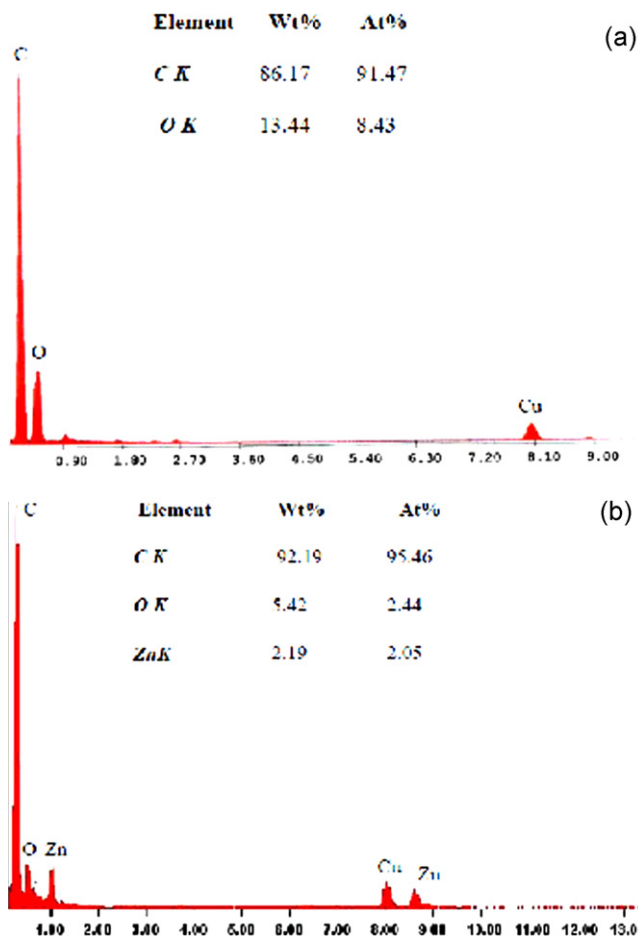 Element Wt% At%
(a)
C
C K 86.17 91.47
O K 13.44 8.43
O
Cu
0.90 1.80 2.70 3.60 4.50 5.40 6.30 7.20 8.10 9.00
(b)
C
Element Wt% At%
C K 92.19 95.46
O K 5.42 2.44
ZnK 2.19 2.05
O Zn
Cu Zn
1.00 2.00 3.00 4.00 5.00 6.00 7.00 8.00 9.00 10.00 11.00 12.00 13.0